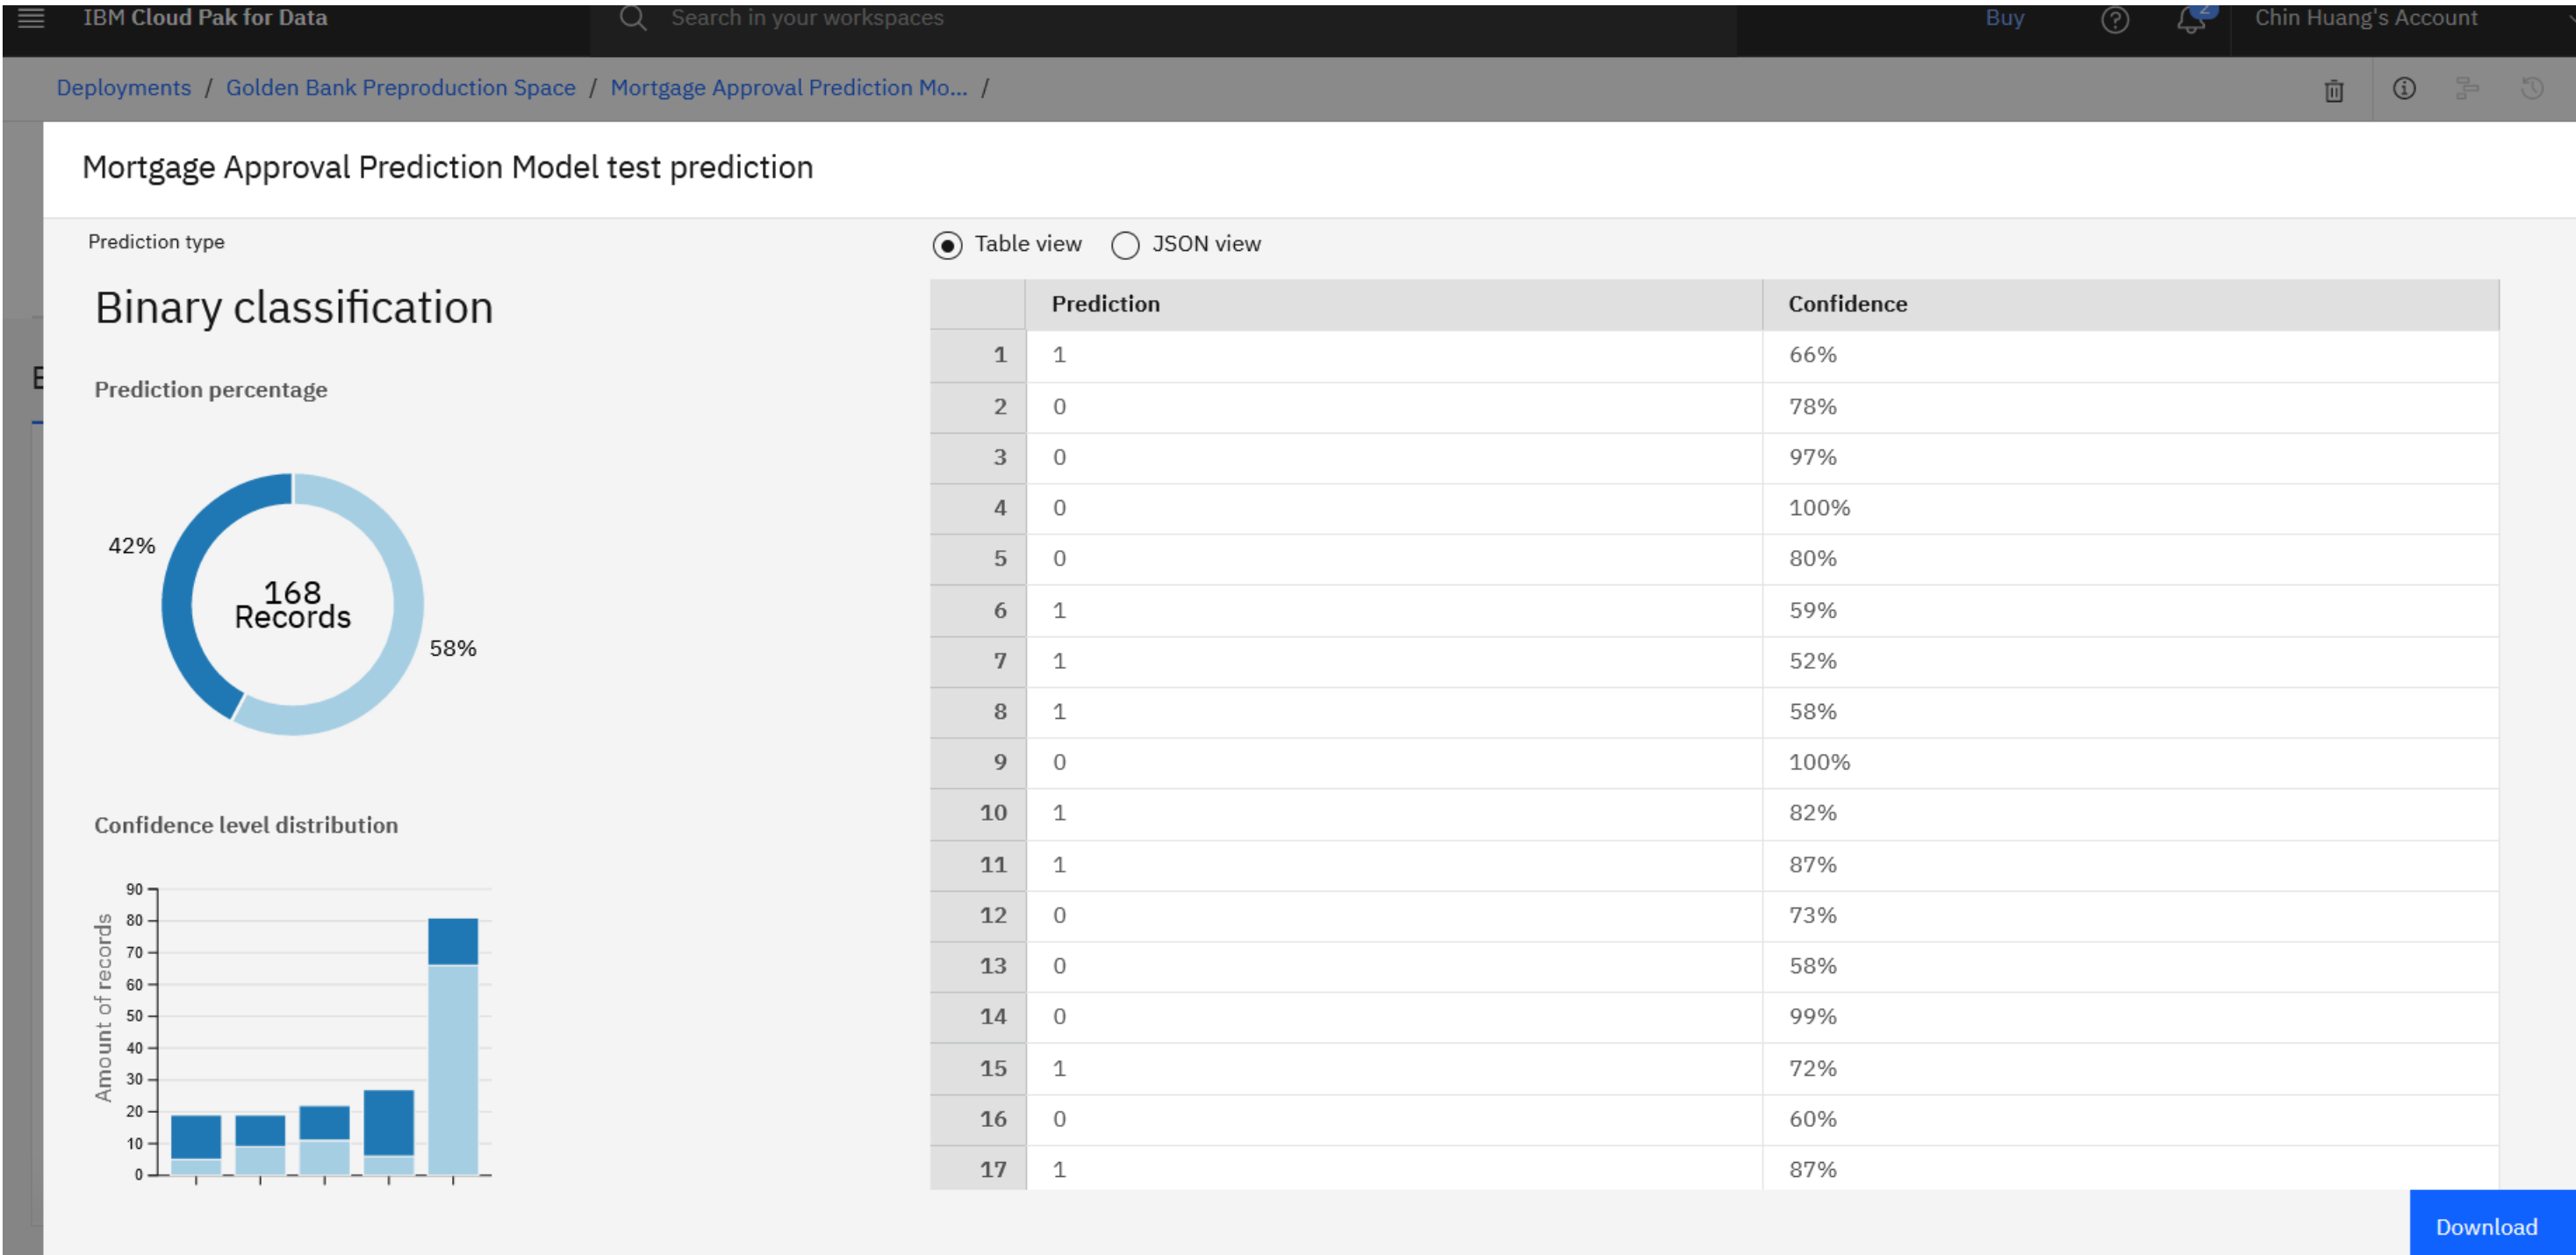 IBM Cloud Pak for Data
Search in your workspaces
Buy
2
Chin Huang's Account
Deployments / Golden Bank Preproduction Space / Mortgage Approval Prediction Mo... /
Mortgage Approval Prediction Model test prediction
Prediction type
Binary classification
Prediction percentage
42%
168
Records
58%
Confidence level distribution
Amount of records
90
80
70
60
50
40
30
20
10
0
Table view JSON view
Prediction Confidence
1 1 66%
2 0 78%
3 0 97%
4 0 100%
5 0 80%
6 1 59%
7 1 52%
8 1 58%
9 0 100%
10 1 82%
11 1 87%
12 0 73%
13 0 58%
14 0 99%
15 1 72%
16 0 60%
17 1 87%
Download